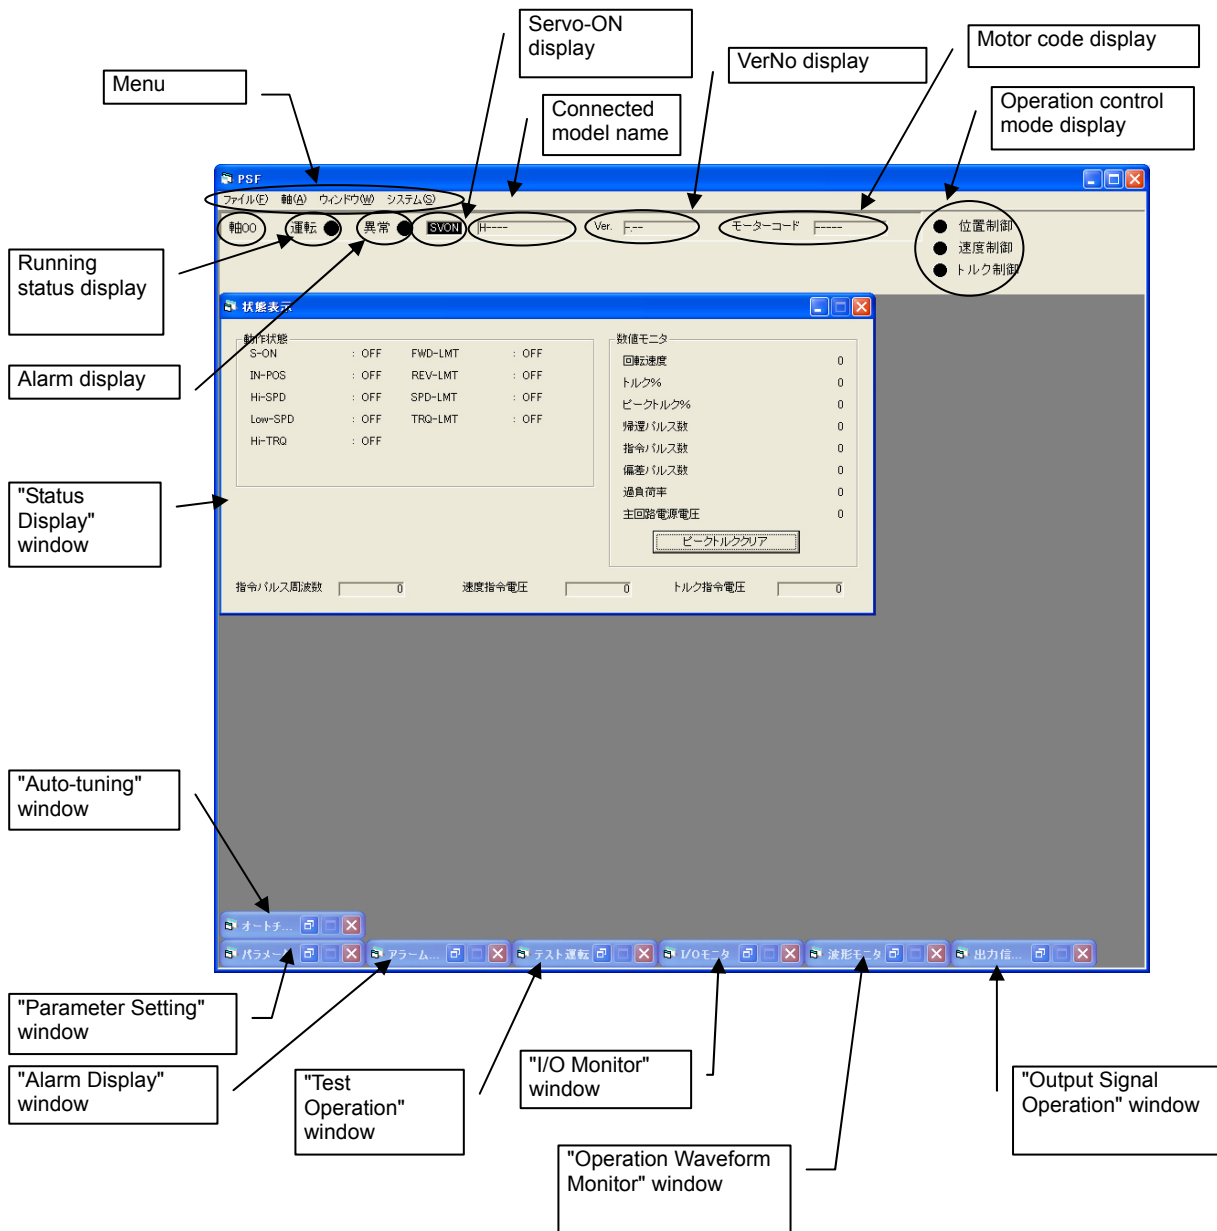 Servo-ON
display
Motor code display
VerNo display
Menu
Connected
model name
Operation control
mode display
PSF
ファイル(F) 軸(A) ウィンドウ(W) システム(S)
軸00 運転 異常 SVON H---- Ver. -.-- モーターコード -----
位置制御
速度制御
トルク制御
Running
status display
Alarm display
"Status
Display"
window
状態表示
動作状態
S-ON : OFF FWD-LMT : OFF
IN-POS : OFF REV-LMT : OFF
Hi-SPD : OFF SPD-LMT : OFF
Low-SPD : OFF TRQ-LMT : OFF
Hi-TRQ : OFF
数値モニタ
回転速度 0
トルク% 0
ピークトルク% 0
帰還パルス数 0
指令パルス数 0
偏差パルス数 0
過負荷率 0
主回路電源電圧 0
ピークトルククリア
指令パルス周波数 0 速度指令電圧 0 トルク指令電圧 0
"Auto-tuning"
window
オートチ...
パラメー... アラーム... テスト運転 I/Oモニタ 波形モニタ 出力信...
"Parameter Setting"
window
"Alarm Display"
window
"Test
Operation"
window
"I/O Monitor"
window
"Operation Waveform
Monitor" window
"Output Signal
Operation" window